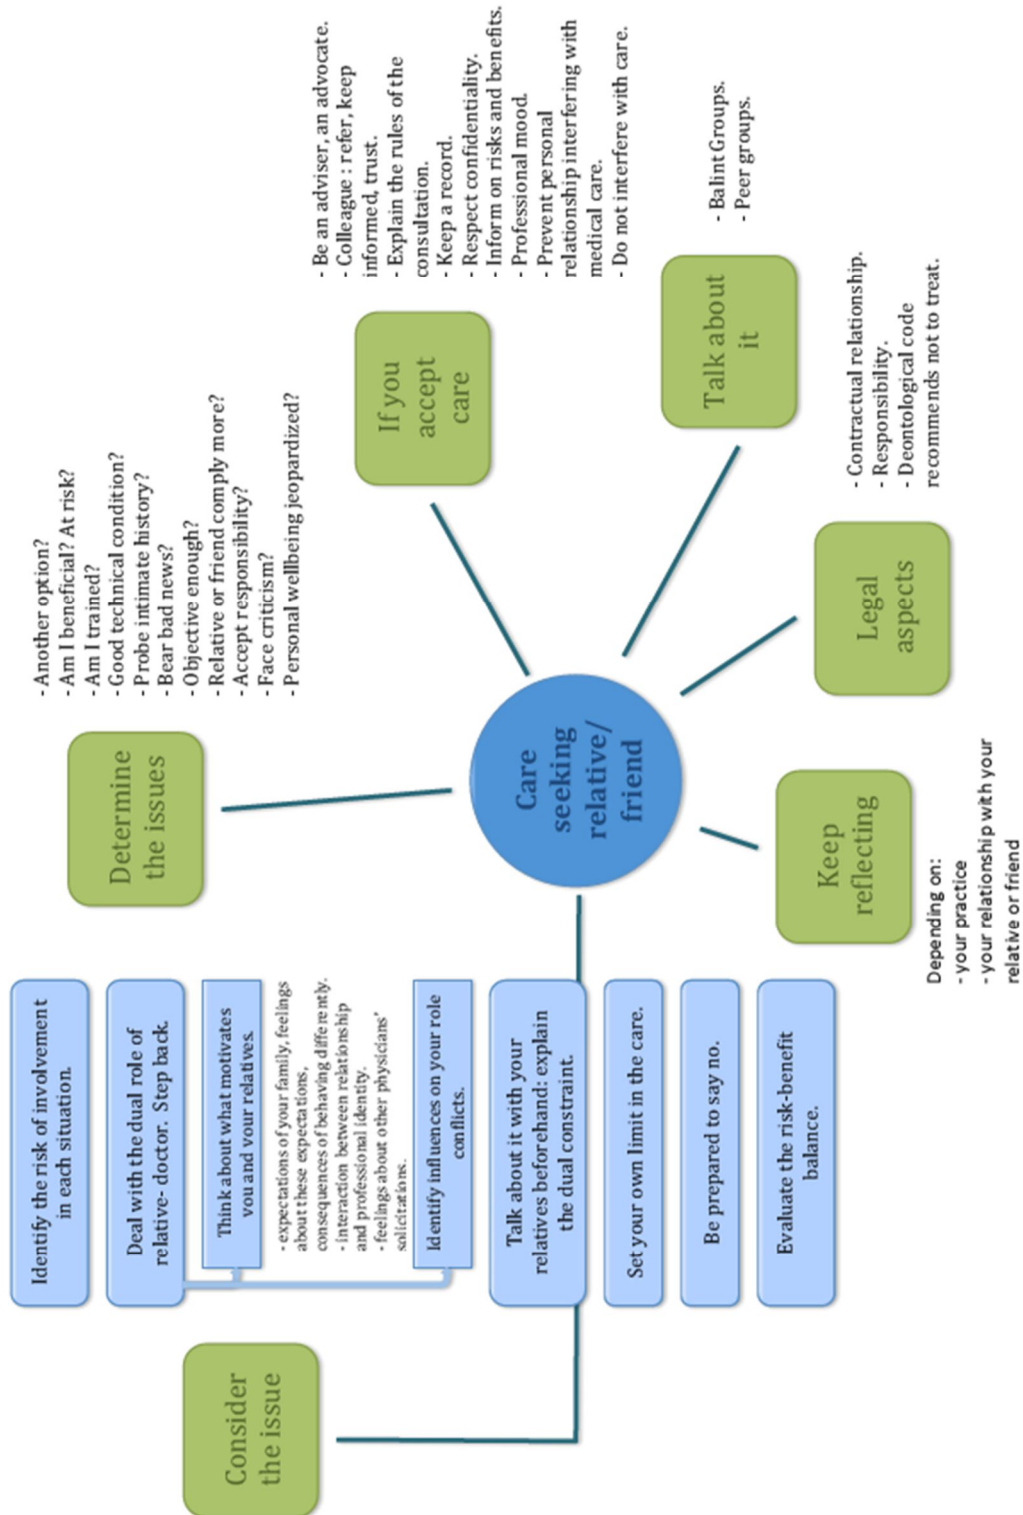 Consider
the issue
Identify the risk of involvement
in each situation.
Deal with the dual role of
relative- doctor. Step back.
Think about what motivates
you and your relatives.
- expectations of your family, feelings
about these expectations,
consequences of behaving differently.
- interaction between relationship
and professional identity.
- feelings about other physicians'
solicitations.
Identify influences on your role
conflicts.
Talk about it with your
relatives beforehand: explain
the dual constraint.
Set your own limit in the care.
Be prepared to say no.
Evaluate the risk-benefit
balance.
Determine
the issues
- Another option?
- Am I beneficial? At risk?
- Am I trained?
- Good technical condition?
- Probe intimate history?
- Bear bad news?
- Objective enough?
- Relative or friend comply more?
- Accept responsibility?
- Face criticism?
- Personal wellbeing jeopardized?
Care
seeking
relative/
friend
If you
accept
care
- Be an adviser, an advocate.
- Colleague : refer, keep
informed, trust.
- Explain the rules of the
consultation.
- Keep a record.
- Respect confidentiality.
- Inform on risks and benefits.
- Professional mood.
- Prevent personal
relationship interfering with
medical care.
- Do not interfere with care.
Talk about
it
- Balint Groups.
- Peer groups.
Legal
aspects
- Contractual relationship.
- Responsibility.
- Deontological code
recommends not to treat.
Keep
reflecting
Depending on:
- your practice
- your relationship with your
relative or friend